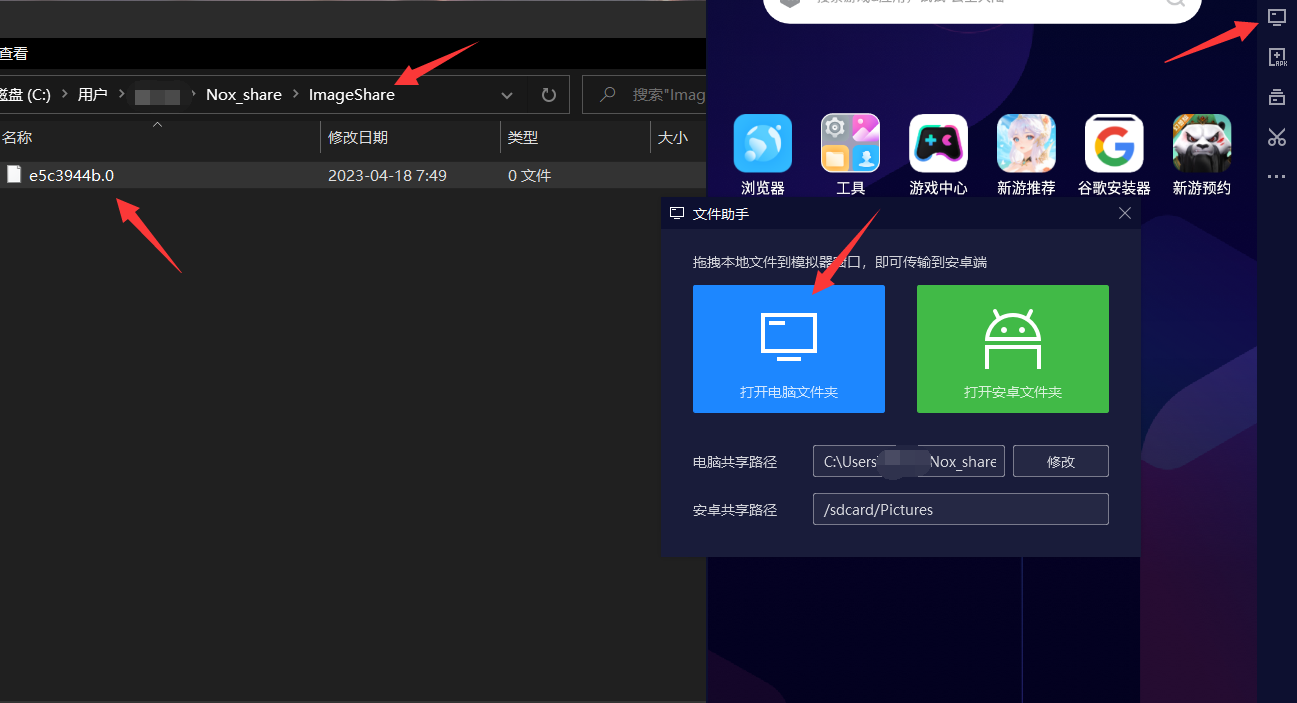 查看
磁盘 (C:) > 用户 > Nox_share > ImageShare
搜索"Imag
名称 修改日期 类型 大小
e5c3944b.0 2023-04-18 7:49 0 文件
APK
浏览器 工具 游戏中心 新游推荐 谷歌安装器 新游预约
文件助手
拖拽本地文件到模拟器窗口，即可传输到安卓端
打开电脑文件夹 打开安卓文件夹
电脑共享路径 C:\Users\ Nox_share 修改
安卓共享路径 /sdcard/Pictures